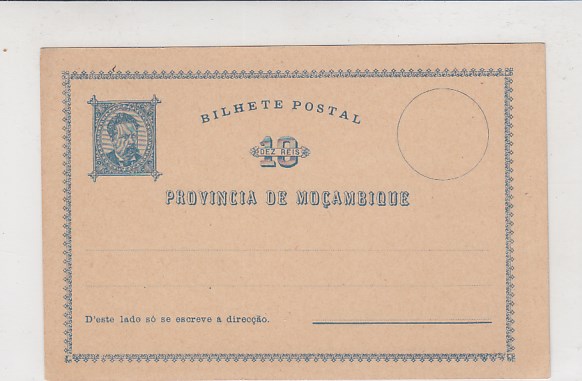 BILHETE POSTAL
10
DEZ REIS
PROVINCIA DE MOÇAMBIQUE
D'este lado só se escreve a direcção.